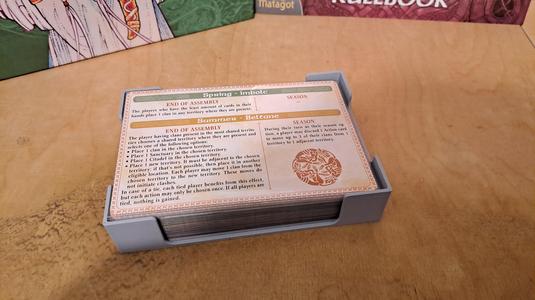 matagot
RULEBOOK
Spring - Imbolc
END OF ASSEMBLY
The players who have the least amount of cards in their
hands place 1 clan in any territory where they are present.
SEASON
Summer - Beltane
END OF ASSEMBLY
The player having clans present in the most shared territo
ties chooses a shared territory where they are present and
selects one of the following options:
• Place 1 clan in the chosen territory.
• Place 1 Sanctuary in the chosen territory.
• Place 1 Citadel in the chosen territory.
• Place 1 new territory. It must be adjacent to the chosen
territory; if that's not possible, then place it in another
eligible location. Each player may move 1 clan from the
chosen territory to the new territory. These moves do
not initiate clashes.
In case of a tie, each tied player benefits from this effect,
but each action may only be chosen once. If all players are
tied, nothing is gained.
SEASON
During their turn in their season
a player may discard 1 Action card
to move up to 3 of their clans from 1
territory to 1 adjacent territory.